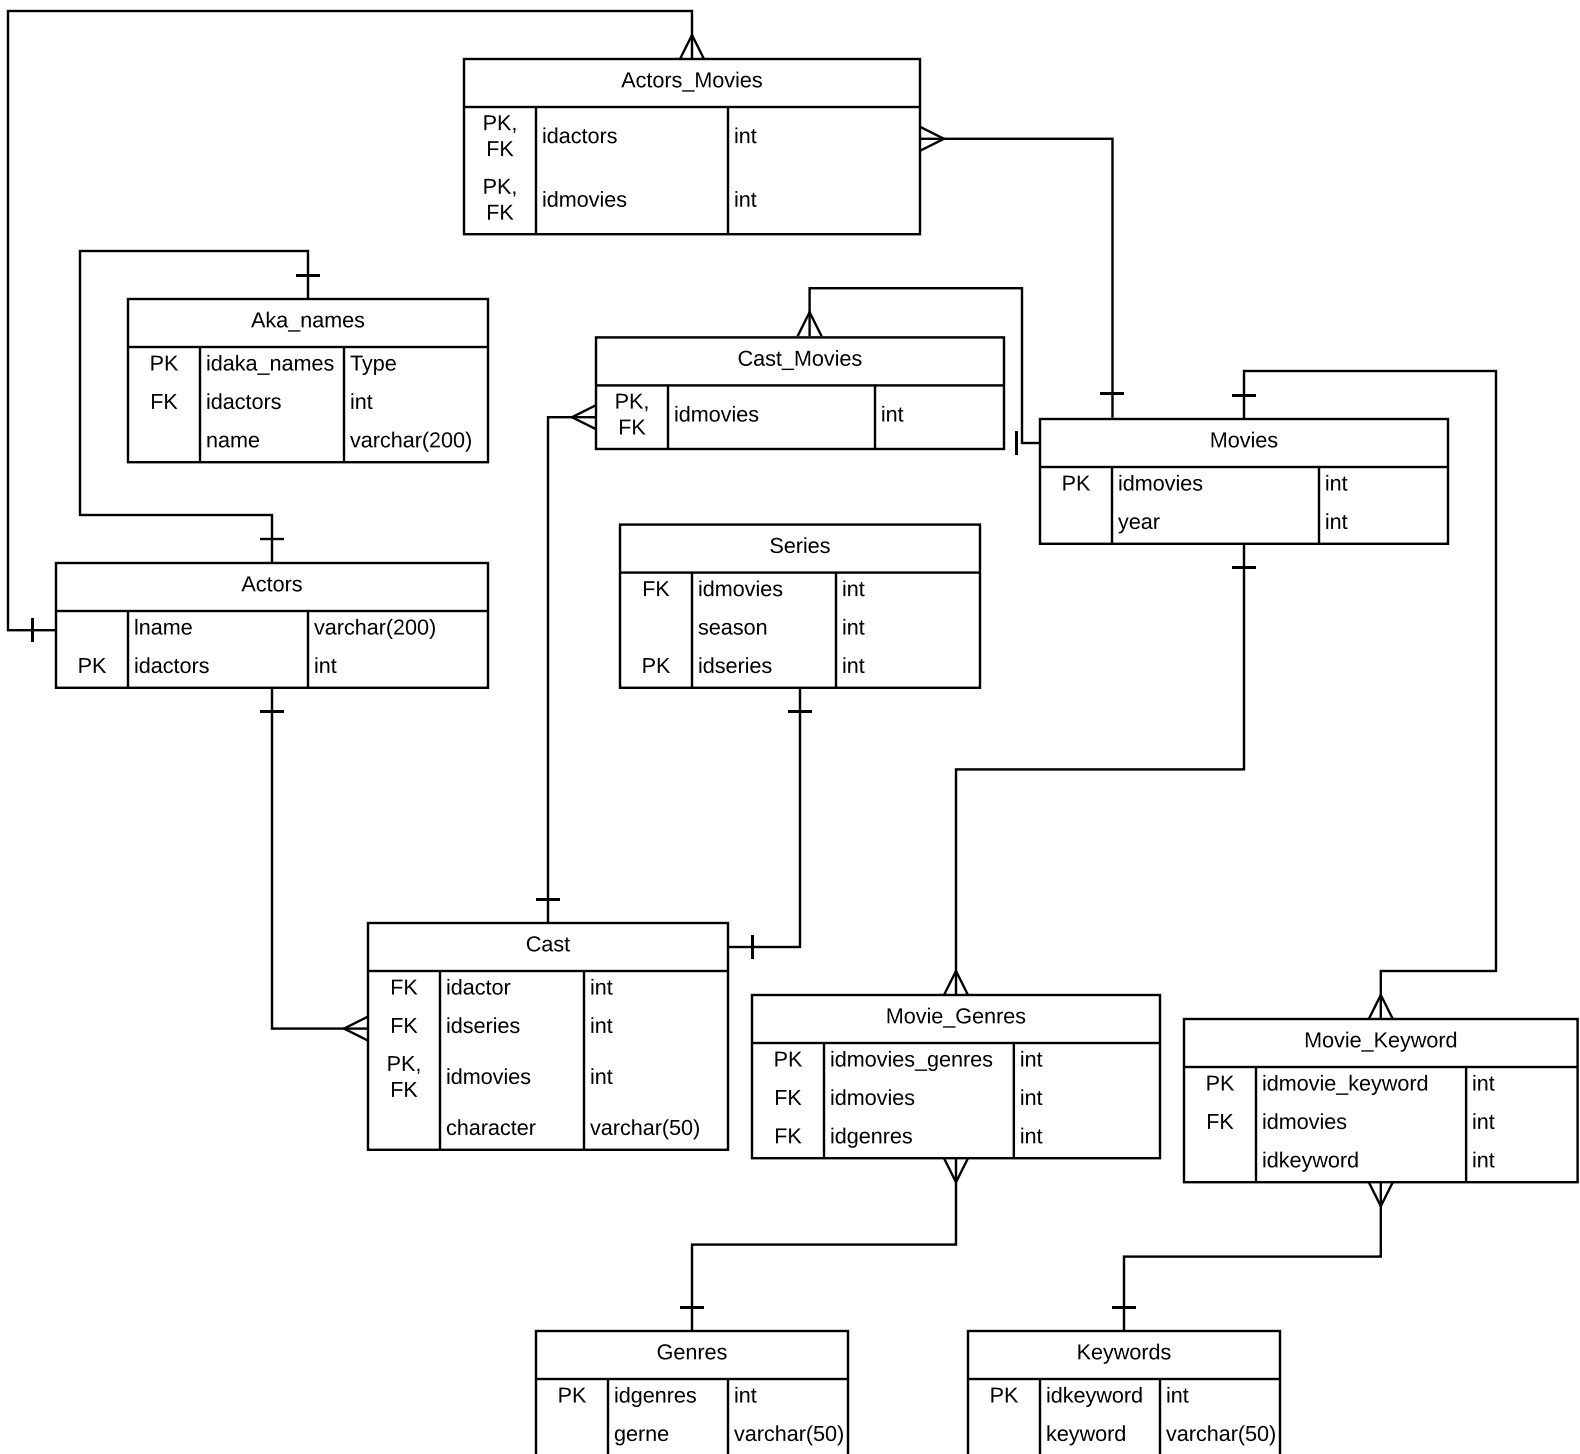 Actors_Movies
PK,
FK
idactors int
PK,
FK
idmovies int
Aka_names
PK idaka_names Type
FK idactors int
name varchar(200)
Cast_Movies
PK,
FK
idmovies int
Movies
PK idmovies int
year int
Series
FK idmovies int
season int
PK idseries int
Actors
lname varchar(200)
PK idactors int
Cast
FK idactor int
FK idseries int
PK,
FK
idmovies int
character varchar(50)
Movie_Genres
PK idmovies_genres int
FK idmovies int
FK idgenres int
Movie_Keyword
PK idmovie_keyword int
FK idmovies int
idkeyword int
Genres
PK idgenres int
gerne varchar(50)
Keywords
PK idkeyword int
keyword varchar(50)